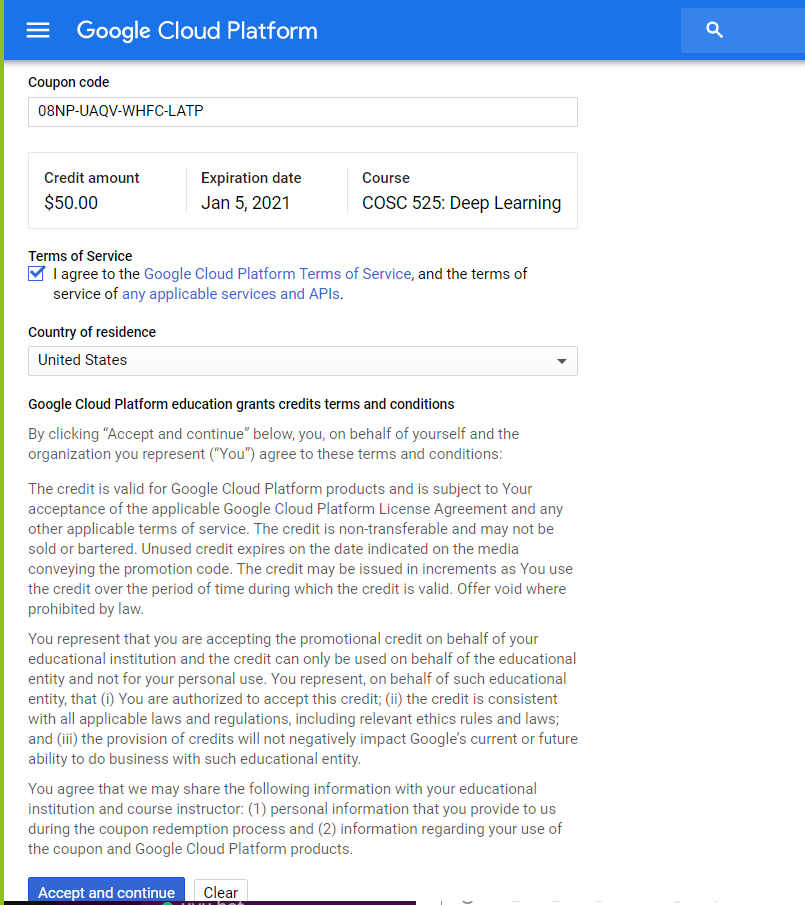 Google Cloud Platform
Coupon code
08NP-UAQV-WHFC-LATP
Credit amount
Expiration date
Course
$50.00
Jan 5, 2021
COSC 525: Deep Learning
Terms of Service
I agree to the Google Cloud Platform Terms of Service, and the terms of
service of any applicable services and APIs.
Country of residence
United States
Google Cloud Platform education grants credits terms and conditions
By clicking “Accept and continue” below, you, on behalf of yourself and the
organization you represent (“You”) agree to these terms and conditions:
The credit is valid for Google Cloud Platform products and is subject to Your
acceptance of the applicable Google Cloud Platform License Agreement and any
other applicable terms of service. The credit is non-transferable and may not be
sold or bartered. Unused credit expires on the date indicated on the media
conveying the promotion code. The credit may be issued in increments as You use
the credit over the period of time during which the credit is valid. Offer void where
prohibited by law.
You represent that you are accepting the promotional credit on behalf of your
educational institution and the credit can only be used on behalf of the educational
entity and not for your personal use. You represent, on behalf of such educational
entity, that (i) You are authorized to accept this credit; (ii) the credit is consistent
with all applicable laws and regulations, including relevant ethics rules and laws;
and (iii) the provision of credits will not negatively impact Google’s current or future
ability to do business with such educational entity.
You agree that we may share the following information with your educational
institution and course instructor: (1) personal information that you provide to us
during the coupon redemption process and (2) information regarding your use of
the coupon and Google Cloud Platform products.
Accept and continue
Clear